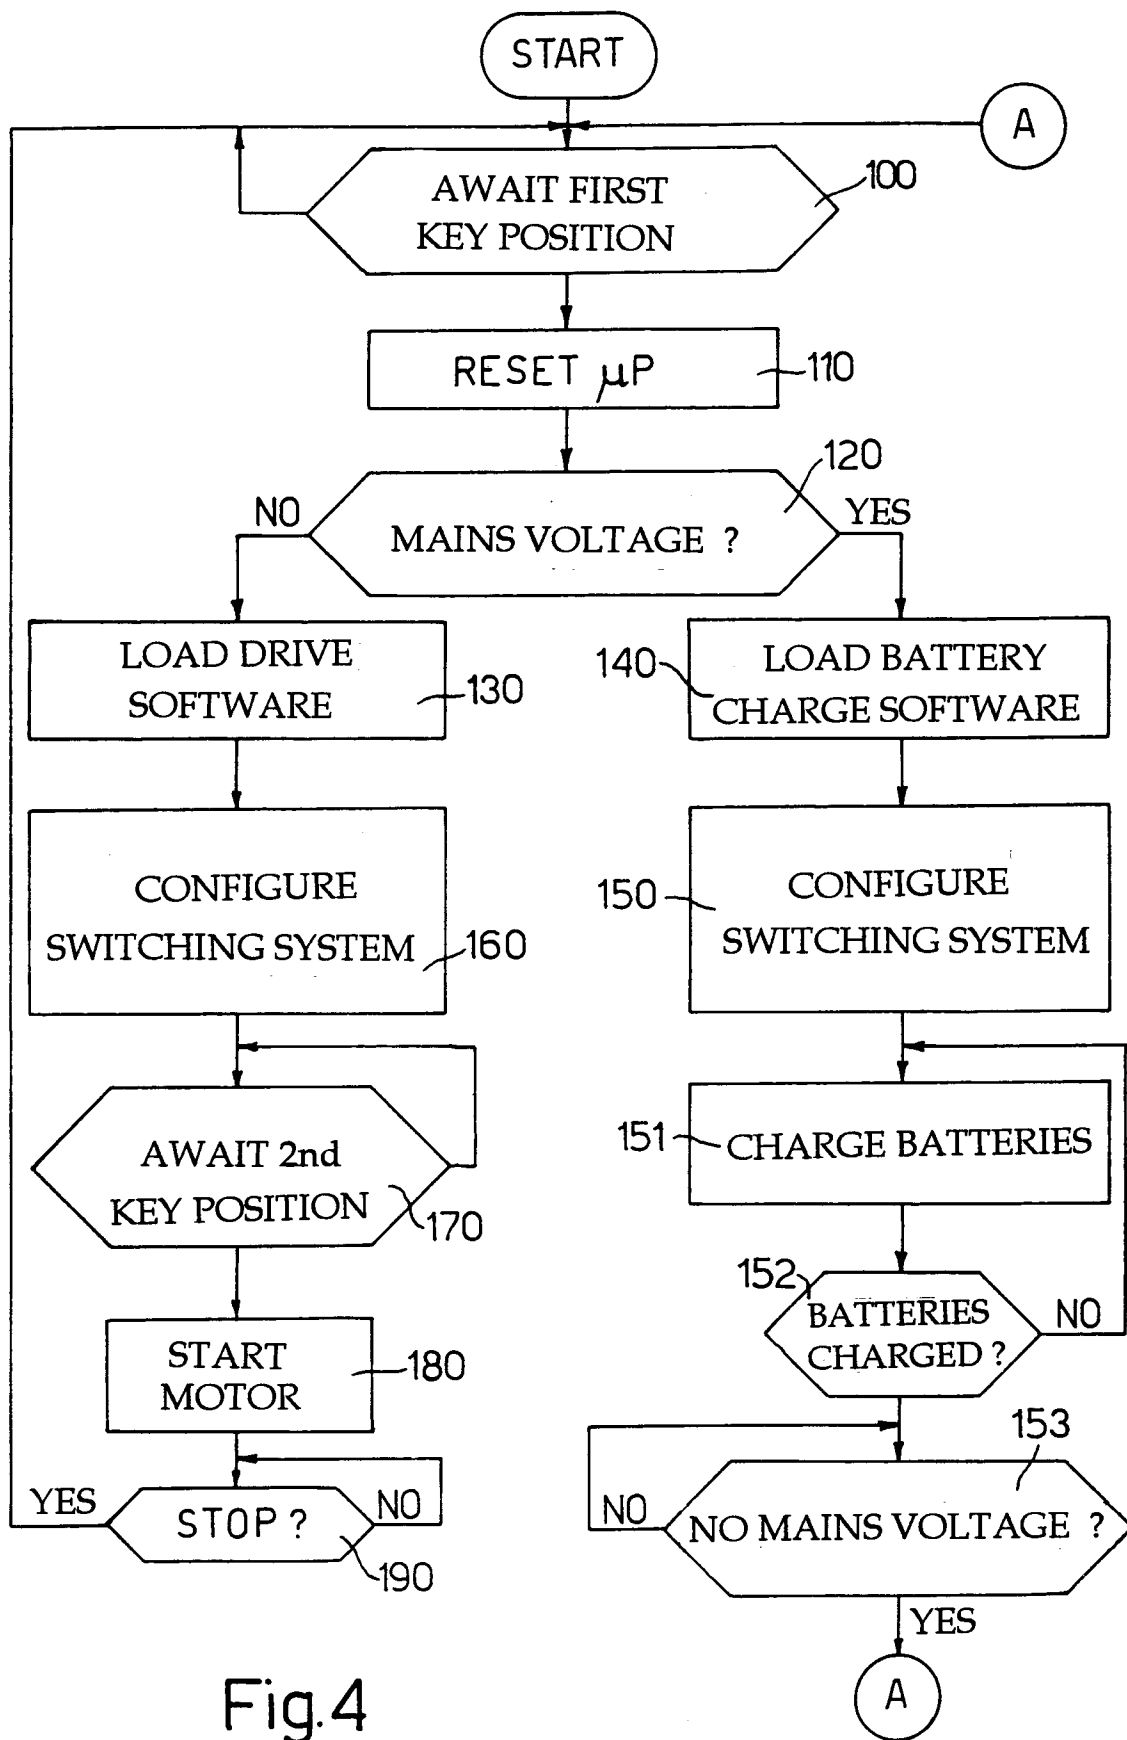 START
A
AWAIT FIRST
KEY POSITION
100
RESET µP
110
120
NO
MAINS VOLTAGE ?
YES
LOAD DRIVE
SOFTWARE
130
LOAD BATTERY
CHARGE SOFTWARE
140
CONFIGURE
SWITCHING SYSTEM
160
CONFIGURE
SWITCHING SYSTEM
150
AWAIT 2nd
KEY POSITION
170
151
CHARGE BATTERIES
152
BATTERIES
CHARGED ?
NO
START
MOTOR
180
153
YES
STOP ?
NO
190
NO
NO MAINS VOLTAGE ?
YES
A
Fig.4